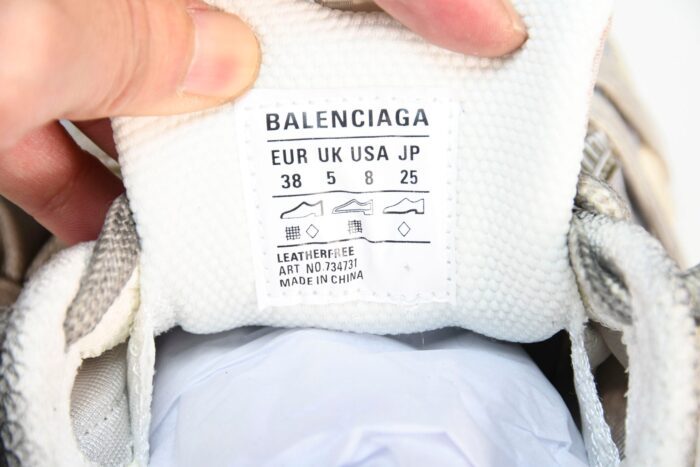 BALENCIAGA
EUR UK USA JP
38 5 8 25
LEATHERFREE
ART NO.734731
MADE IN CHINA